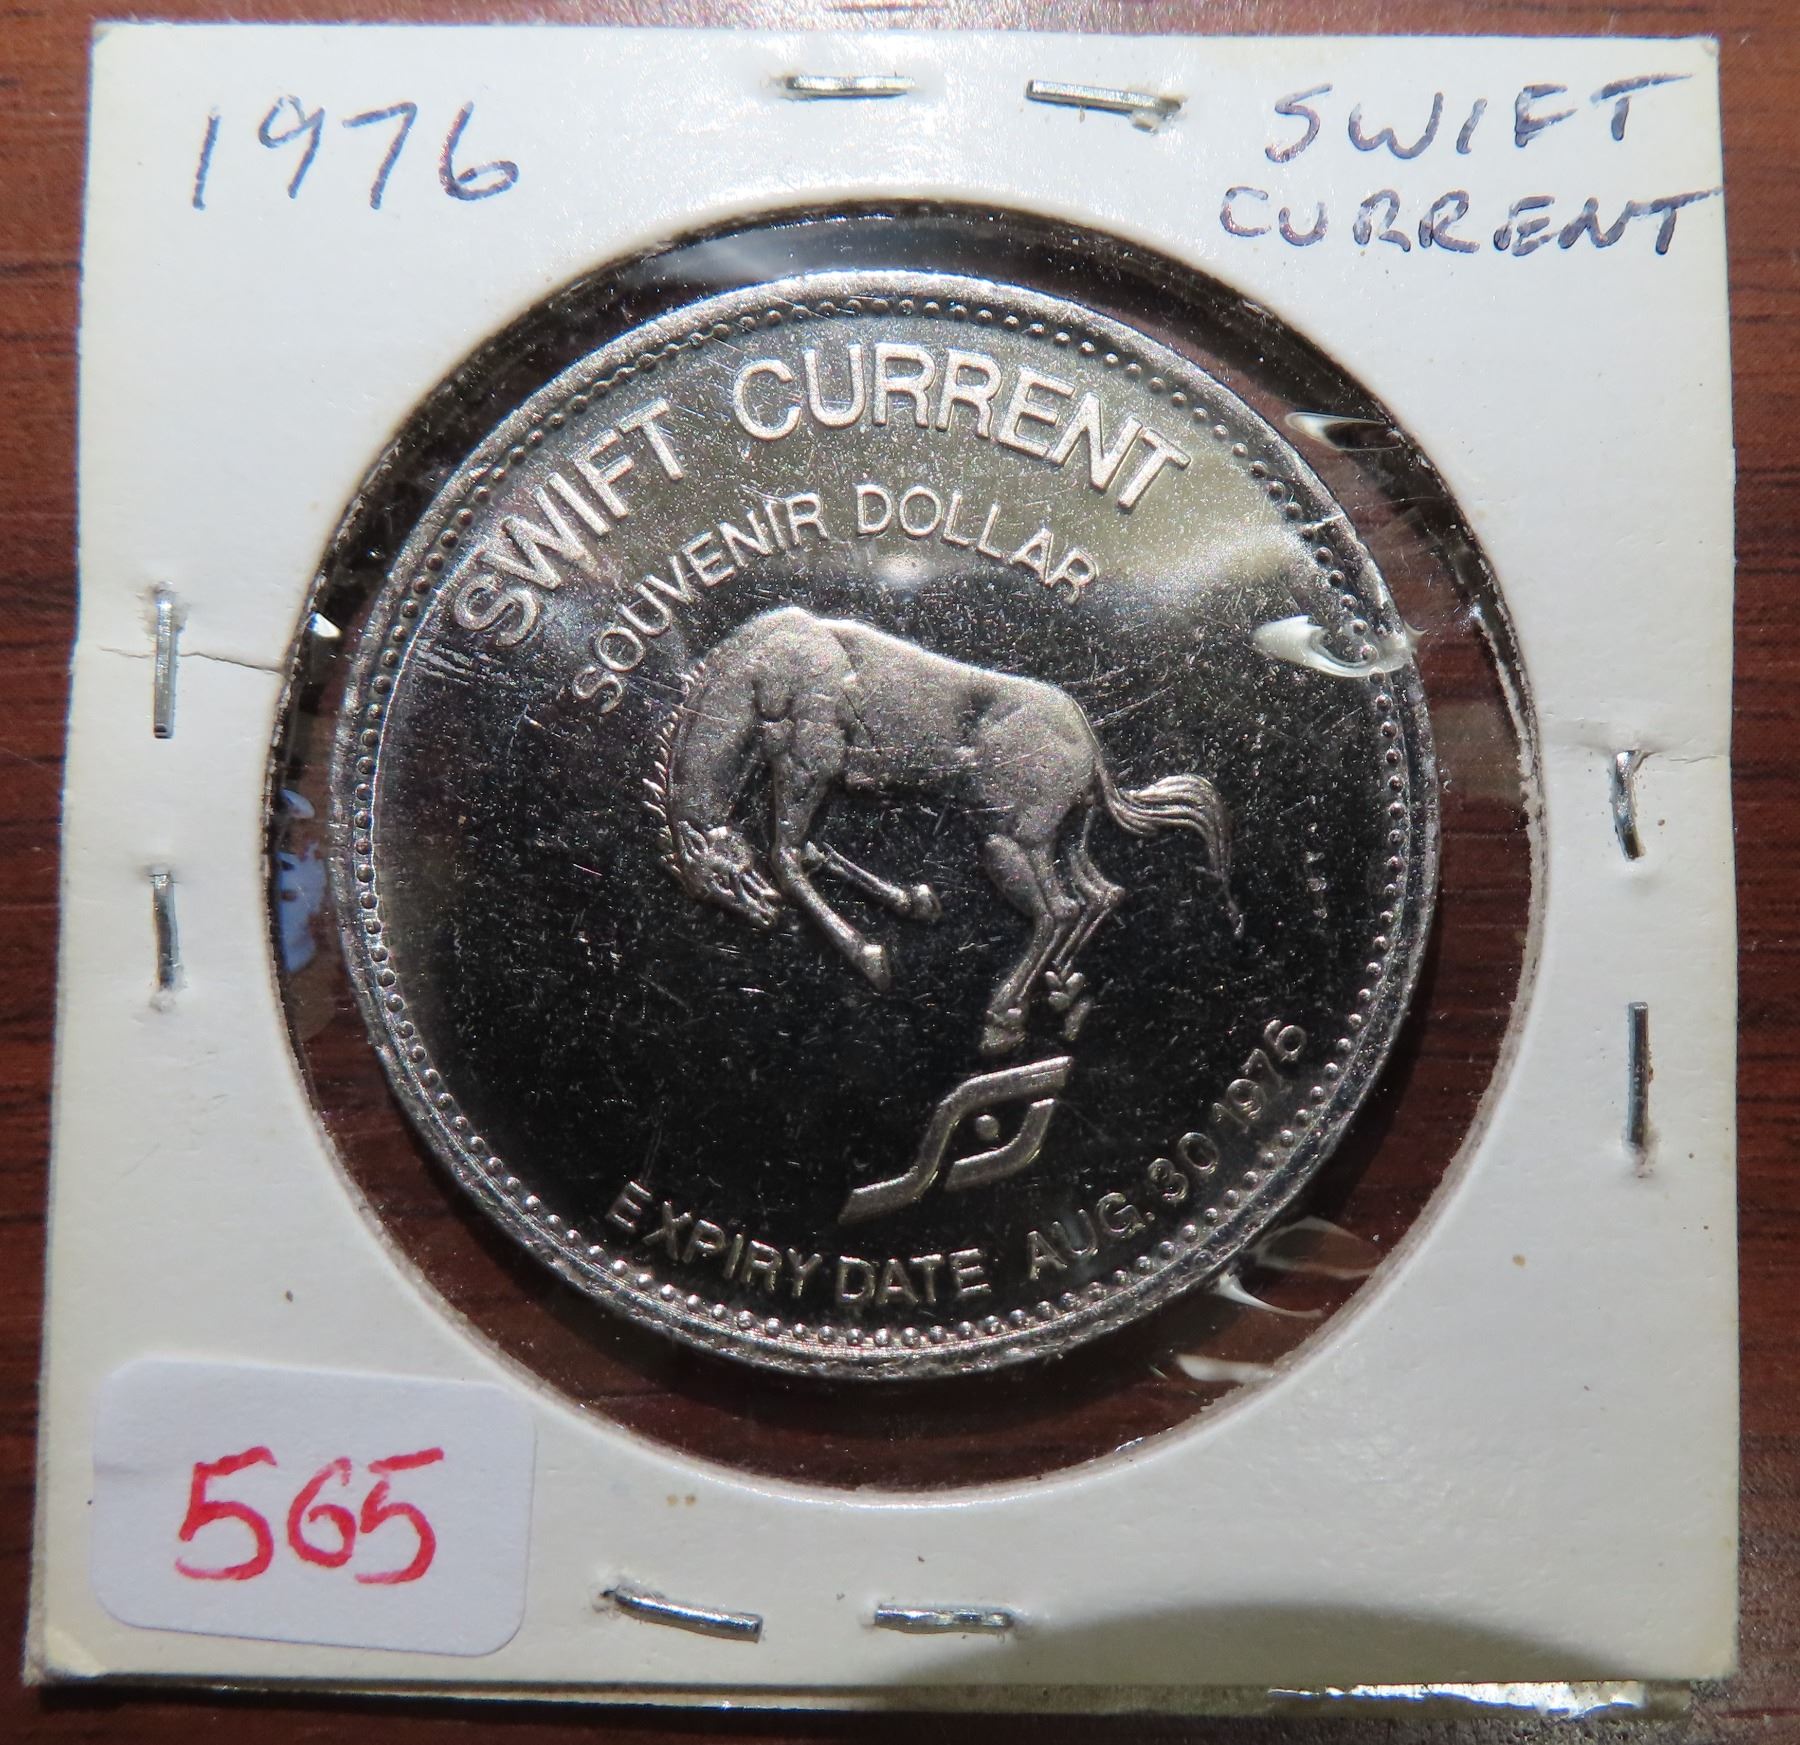 1976
SWIFT
CURRENT
SWIFT CURRENT
SOUVENIR DOLLAR
EXPIRY DATE AUG. 30 1976
565